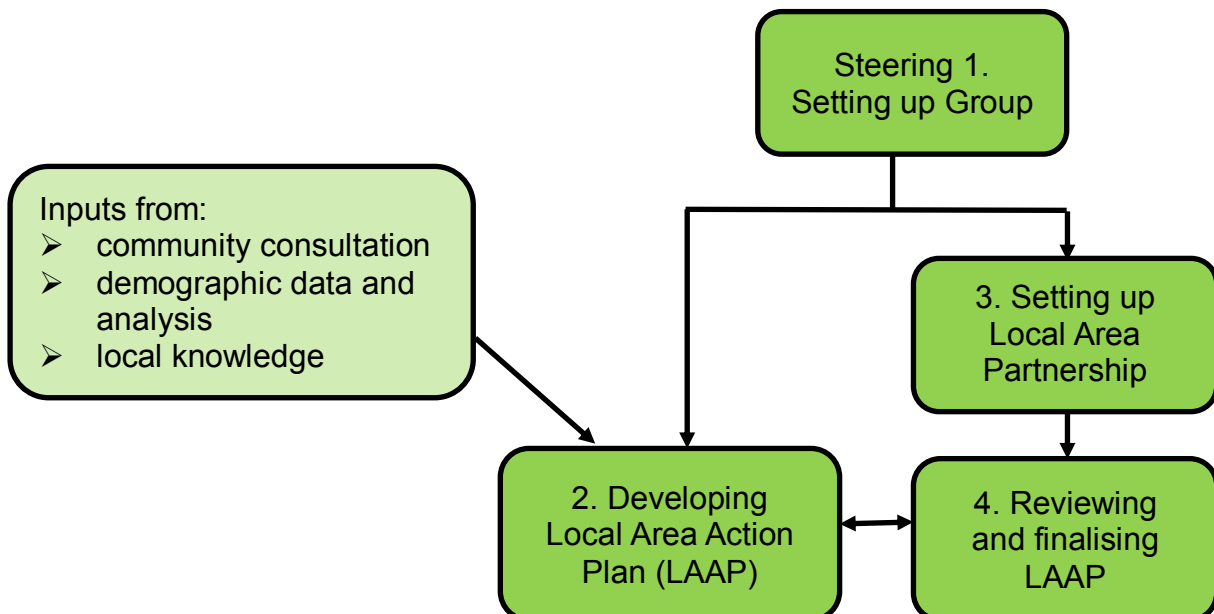 Steering 1.
Setting up Group
Inputs from:
➢ community consultation
➢ demographic data and
analysis
➢ local knowledge
3. Setting up
Local Area
Partnership
2. Developing
Local Area Action
Plan (LAAP)
4. Reviewing
and finalising
LAAP